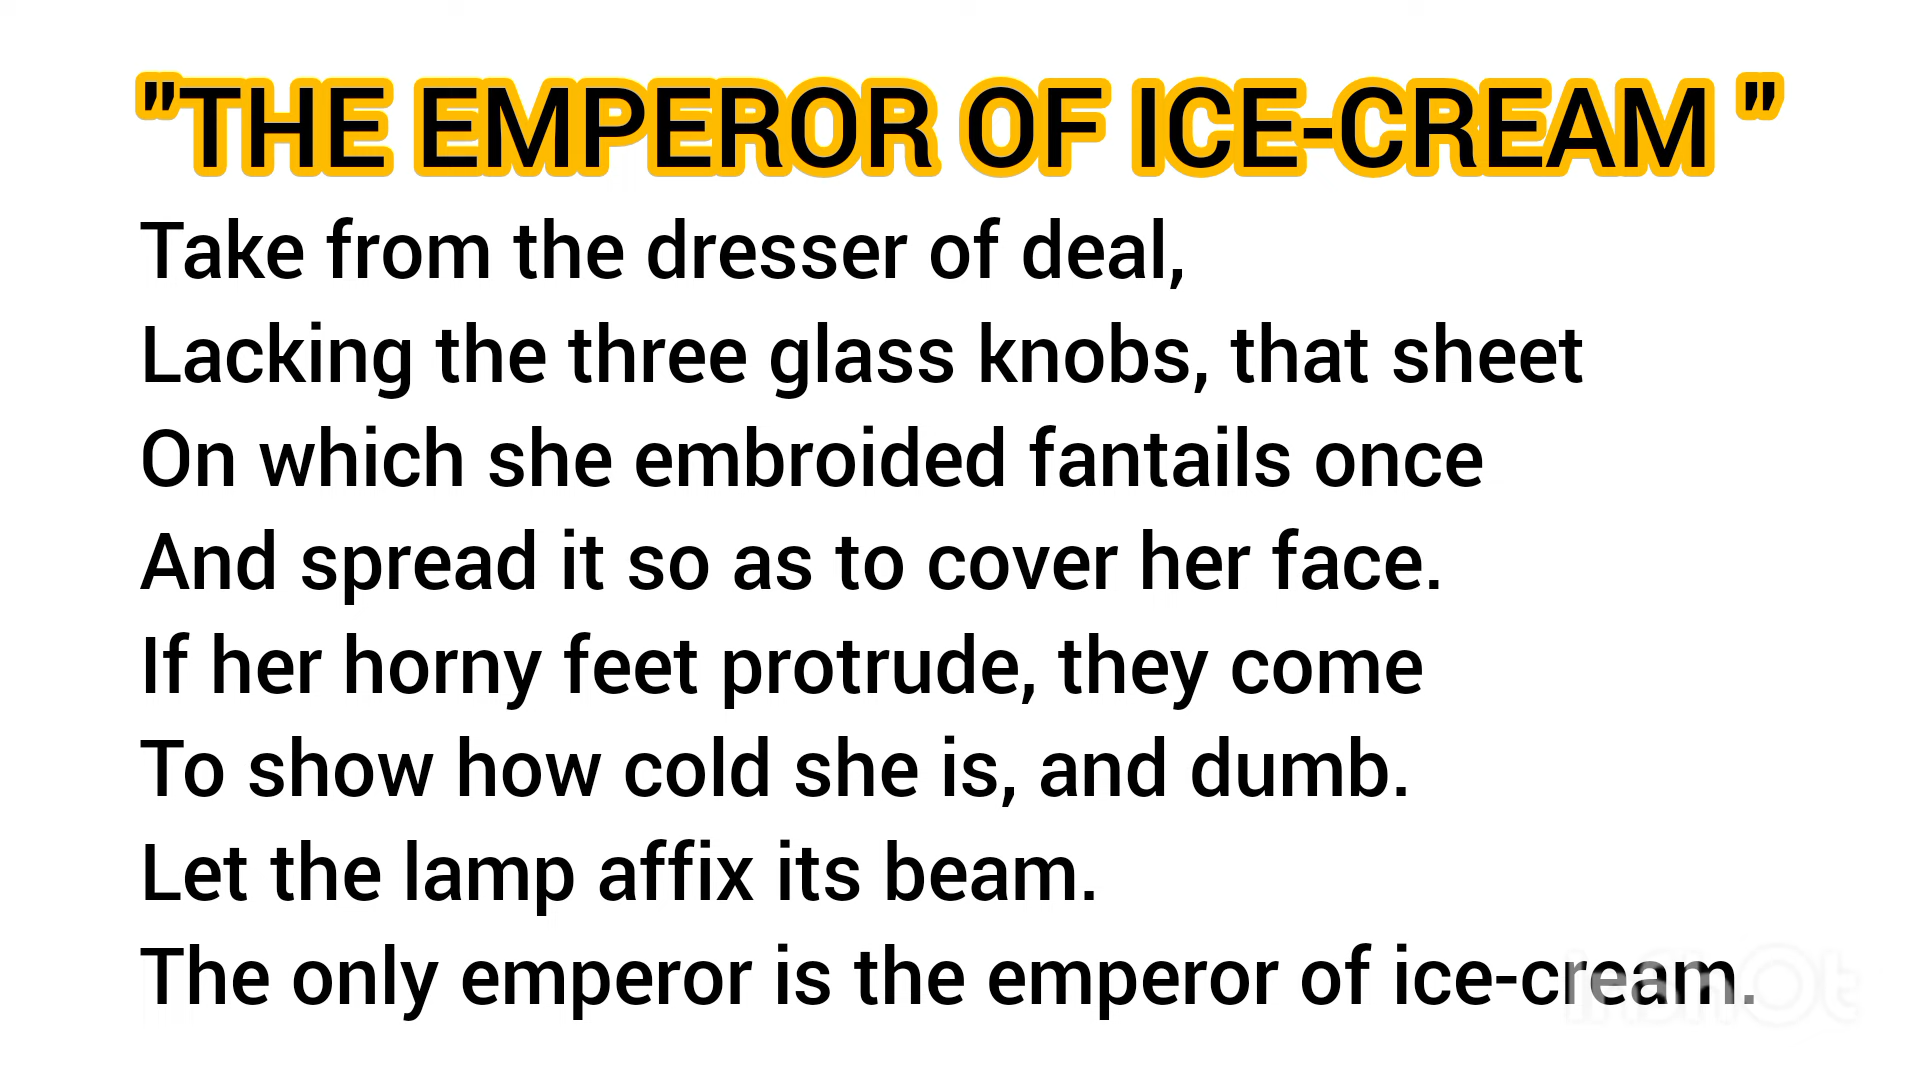 "THE EMPEROR OF ICE-CREAM "
Take from the dresser of deal,
Lacking the three glass knobs, that sheet
On which she embroided fantails once
And spread it so as to cover her face.
If her horny feet protrude, they come
To show how cold she is, and dumb.
Let the lamp affix its beam.
The only emperor is the emperor of ice-cream.
InShOt